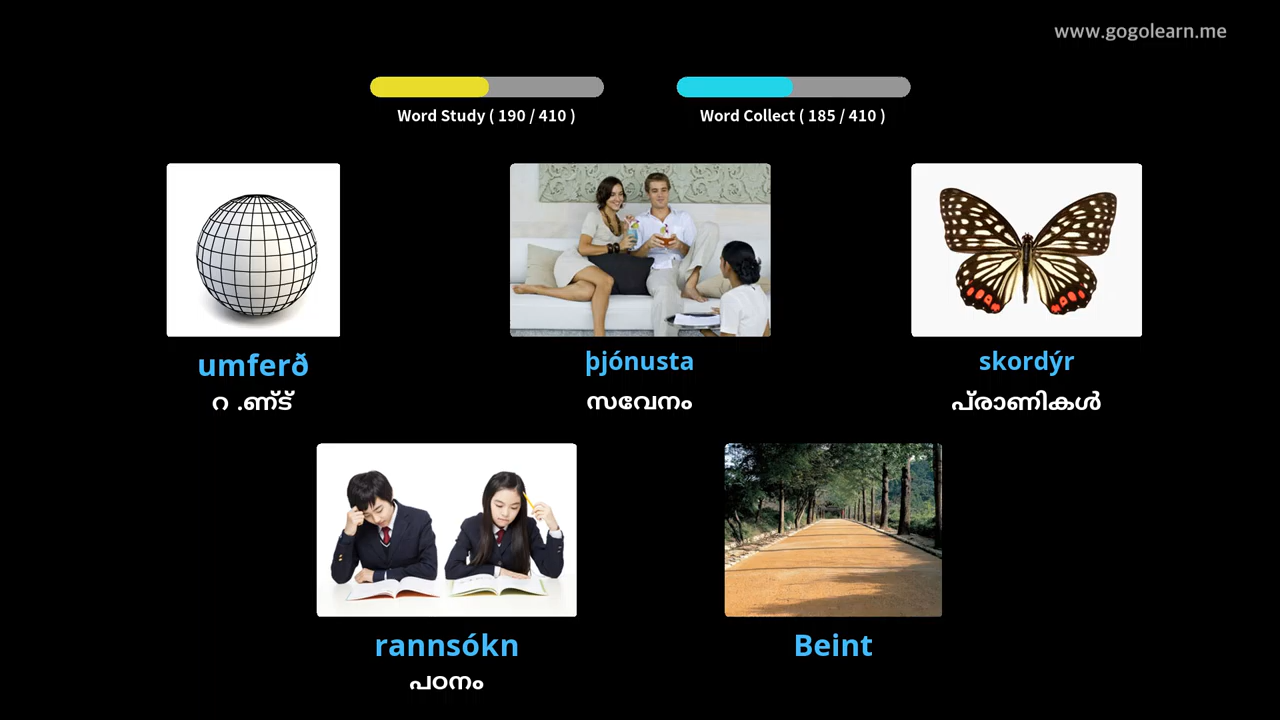 www.gogolearn.me
Word Study ( 190 / 410 )
Word Collect ( 185 / 410 )
umferð
þjónusta
skordýr
റ .ണ്ട്
സവേനം
പ്രാണികൾ
rannsókn
Beint
പഠനം